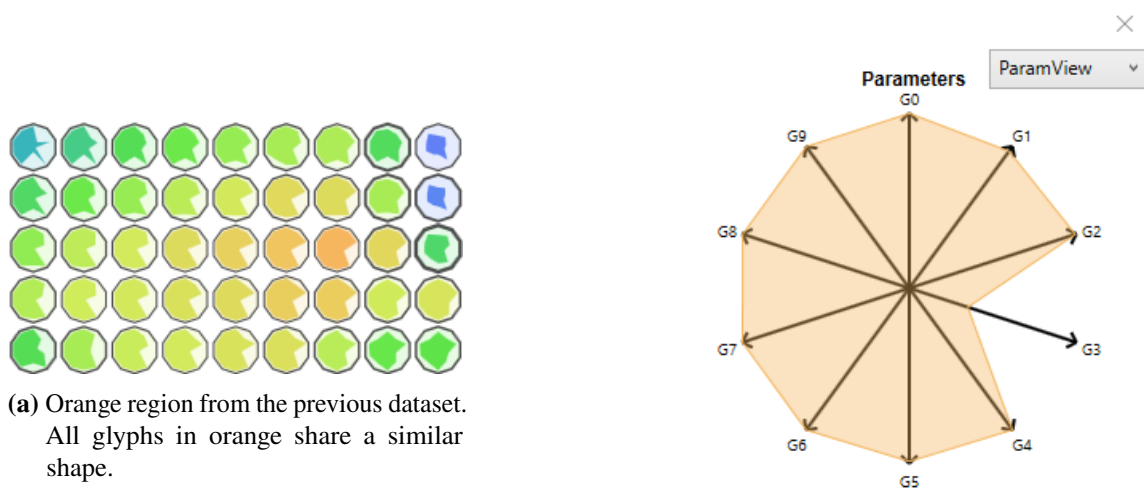 ParamView
Parameters
G0
G9
G1
G8
G2
G7
G3
G6
G4
G5
(a) Orange region from the previous dataset.
All glyphs in orange share a similar
shape.